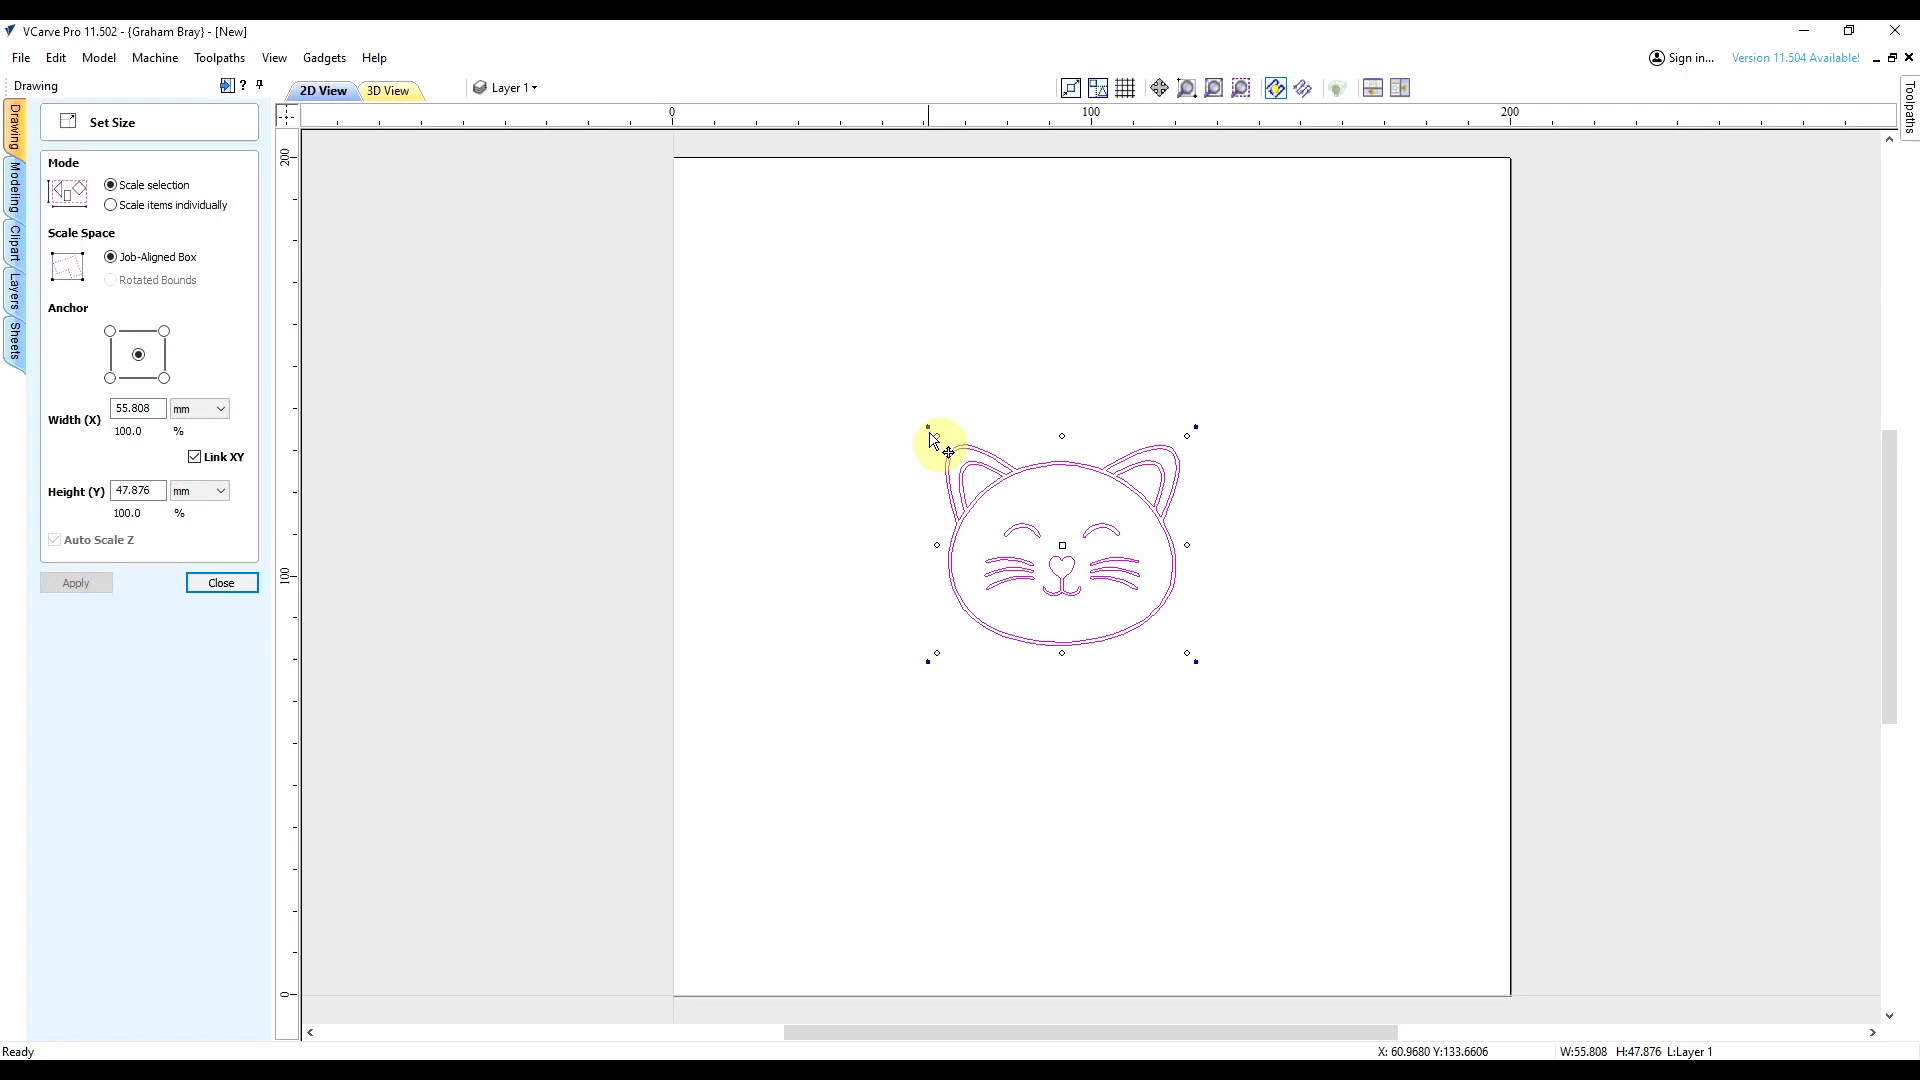 VCarve Pro 11.502 - {Graham Bray} - [New]
File Edit Model Machine Toolpaths View Gadgets Help
Sign in... Version 11.504 Available!
Drawing ?
2D View 3D View Layer 1
Toolpaths
Drawing
Modeling
Clipart
Layers
Sheets
0 100 200
200
100
0
Set Size
Mode
Scale selection
Scale items individually
Scale Space
Job-Aligned Box
Rotated Bounds
Anchor
Width (X) 55.808 mm
100.0 %
Link XY
Height (Y) 47.876 mm
100.0 %
Auto Scale Z
Apply Close
Ready X: 60.9680 Y:133.6606 W:55.808 H:47.876 L:Layer 1